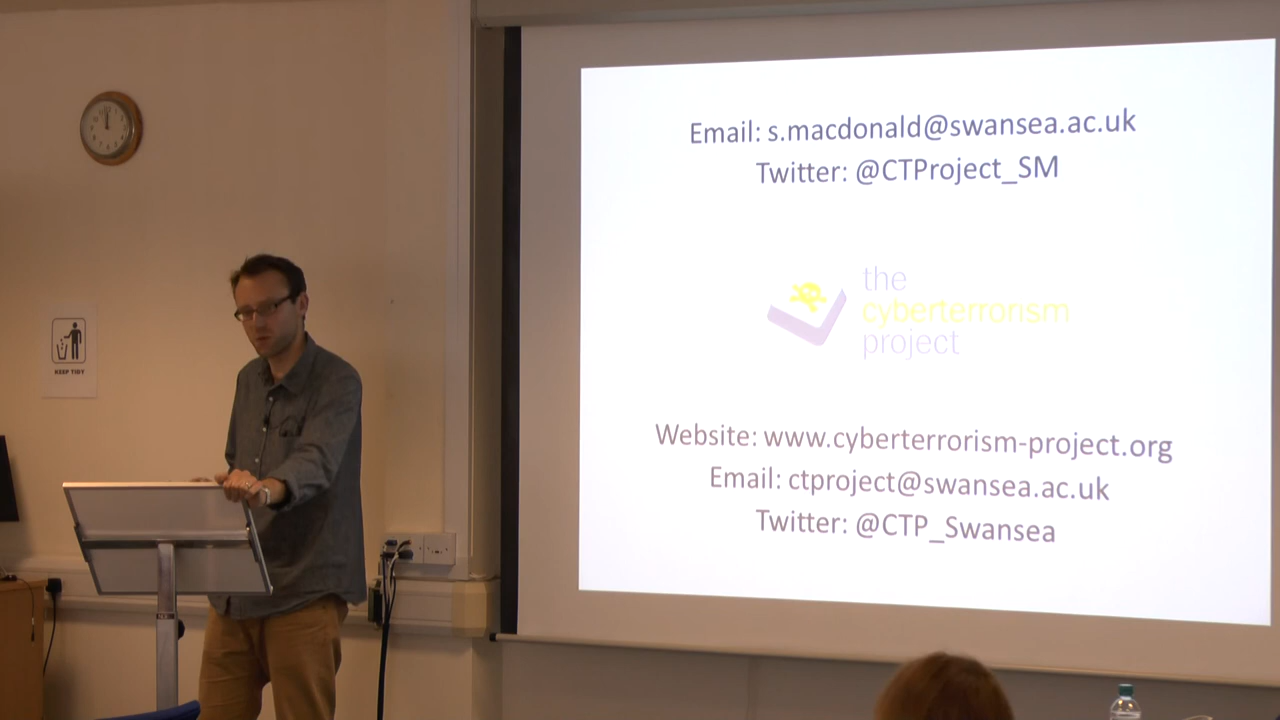 Email: s.macdonald@swansea.ac.uk
Twitter: @CTProject_SM
the
cyberterrorism
project
Website: www.cyberterrorism-project.org
Email: ctproject@swansea.ac.uk
Twitter: @CTP_Swansea
KEEP TIDY